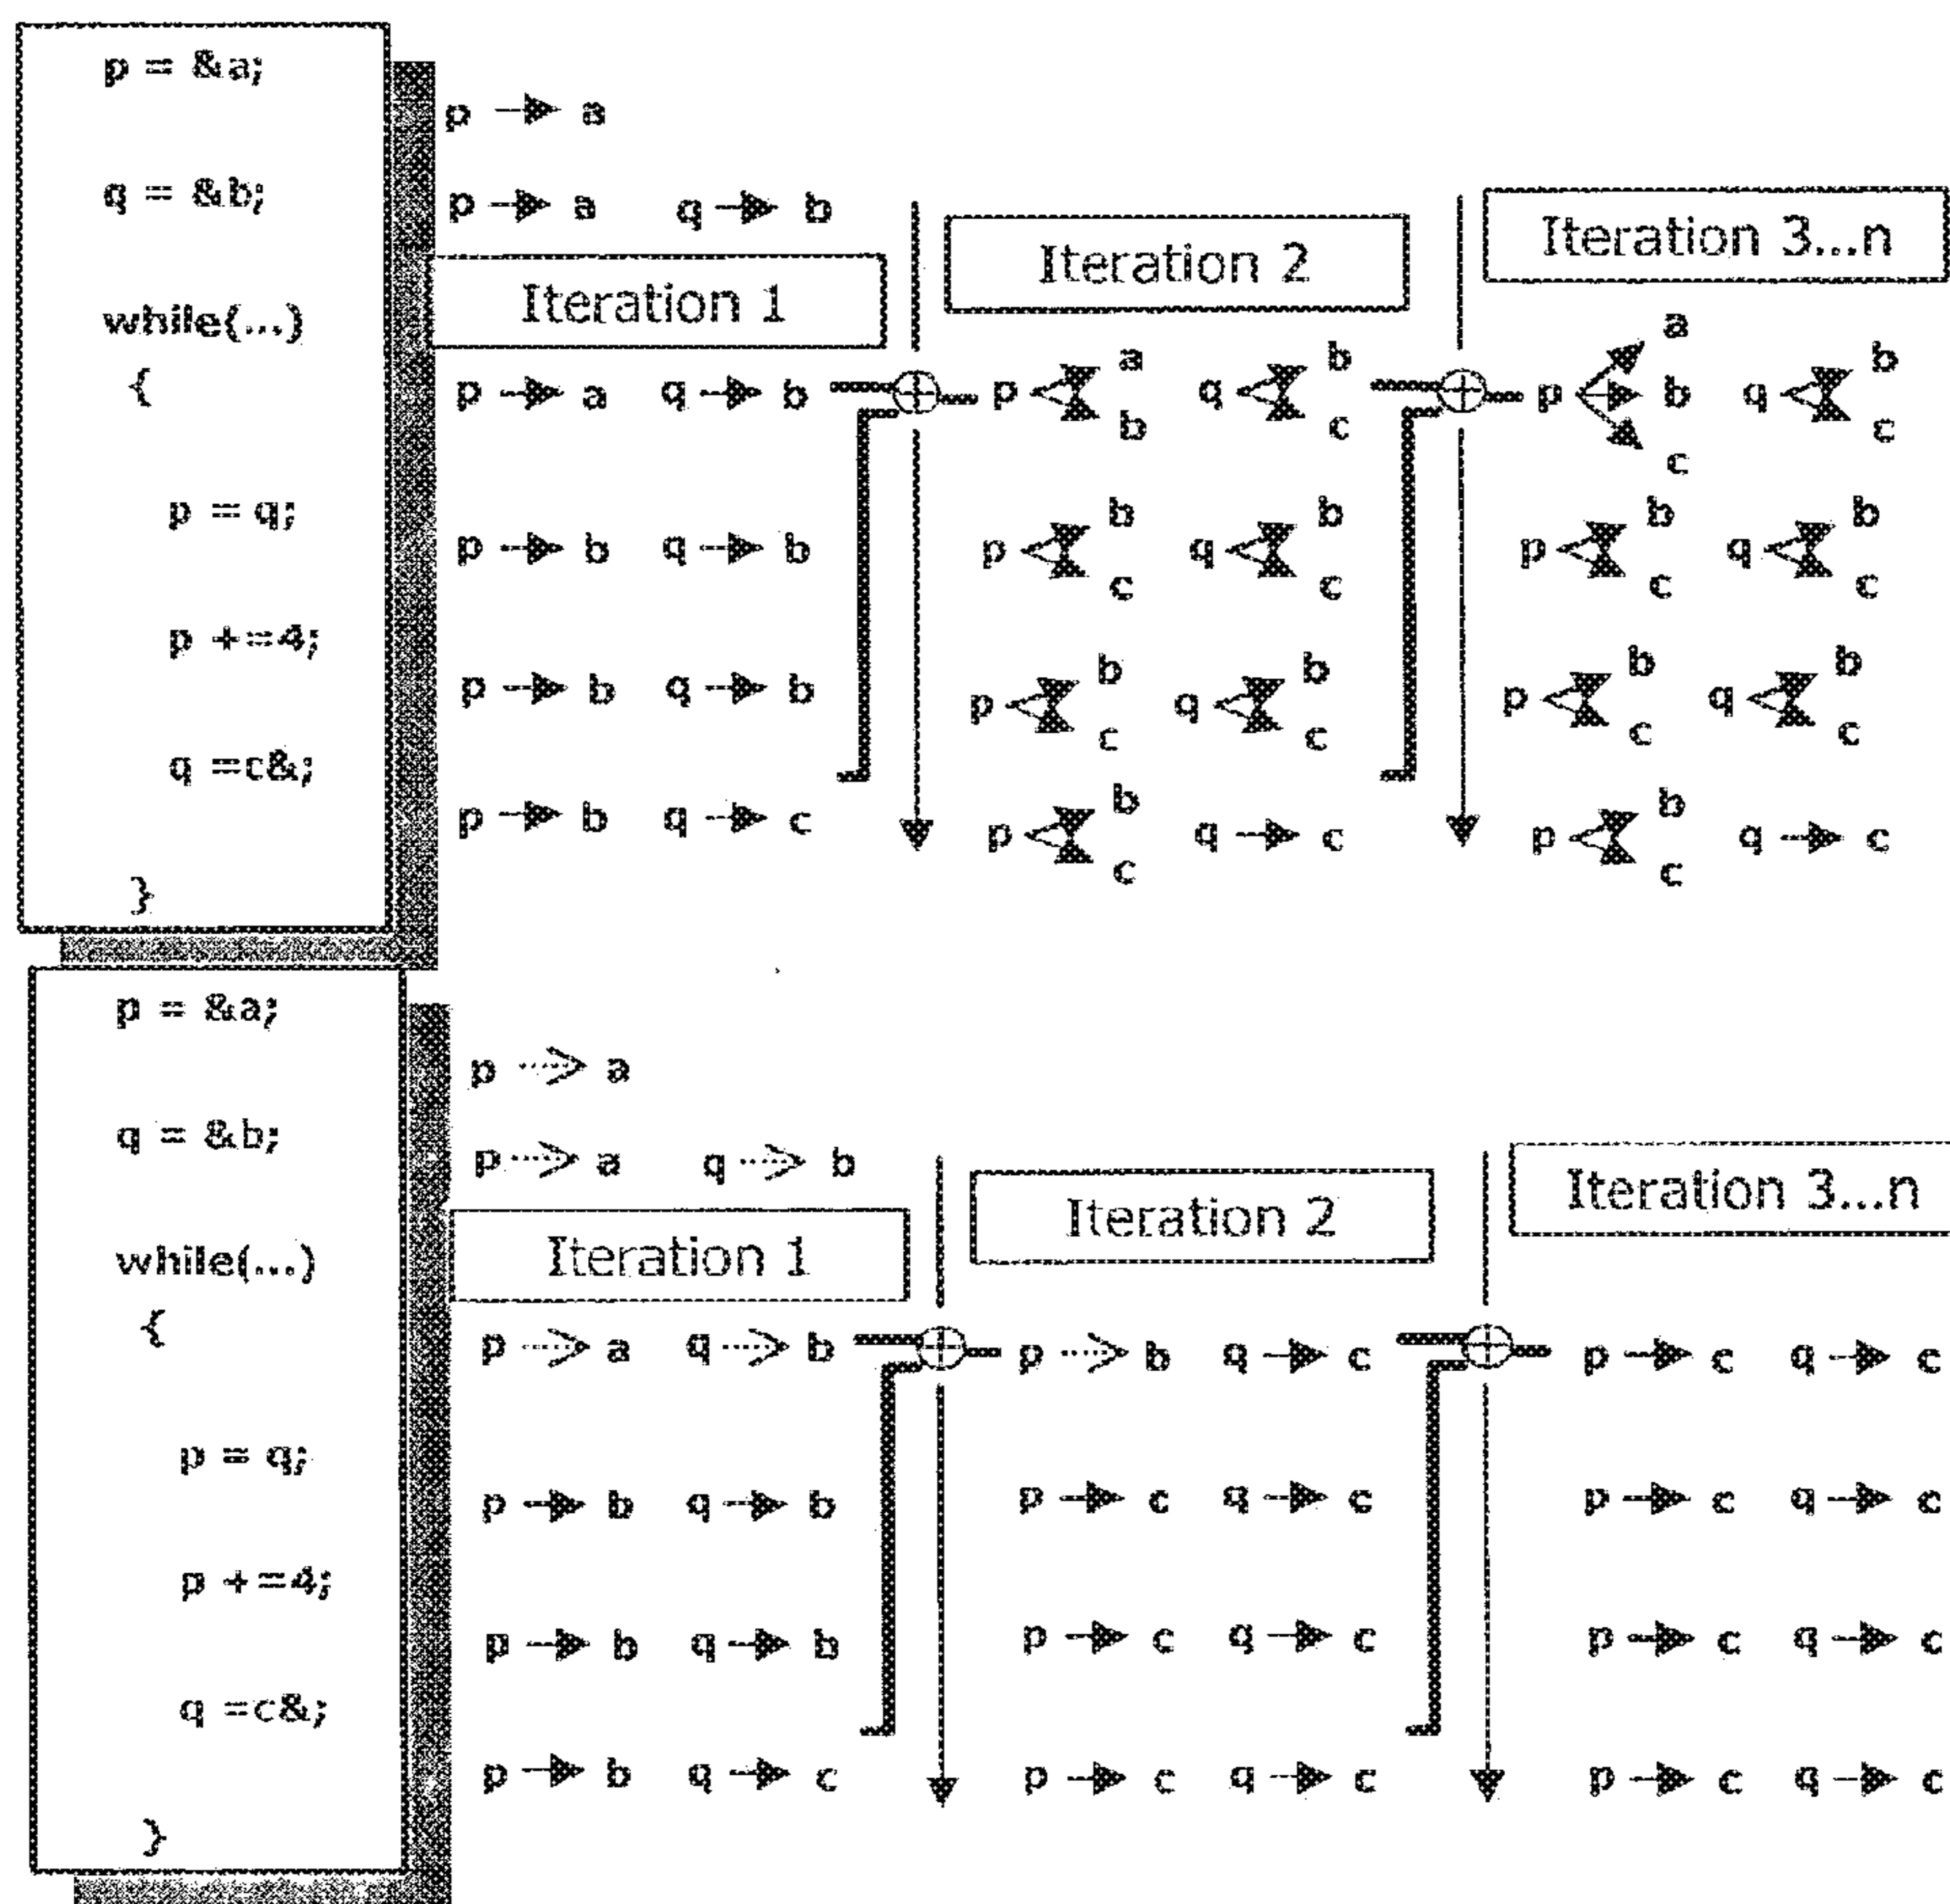 p = &a;
q = &b;
while(...)
{
p = q;
p +=4;
q =c&;
}
p a
p a q b
Iteration 1
p a q b
p b q b
p b q b
p b q c
Iteration 2
p a b q b c
p b c q b c
p b c q b c
p b c q c
Iteration 3...n
p a b c q b c
p b c q b c
p b c q b c
p b c q c
p = &a;
q = &b;
while(...)
{
p = q;
p +=4;
q =c&;
}
p a
p a q b
Iteration 1
p a q b
p b q b
p b q b
p b q c
Iteration 2
p b q c
p c q c
p c q c
p c q c
Iteration 3...n
p c q c
p c q c
p c q c
p c q c